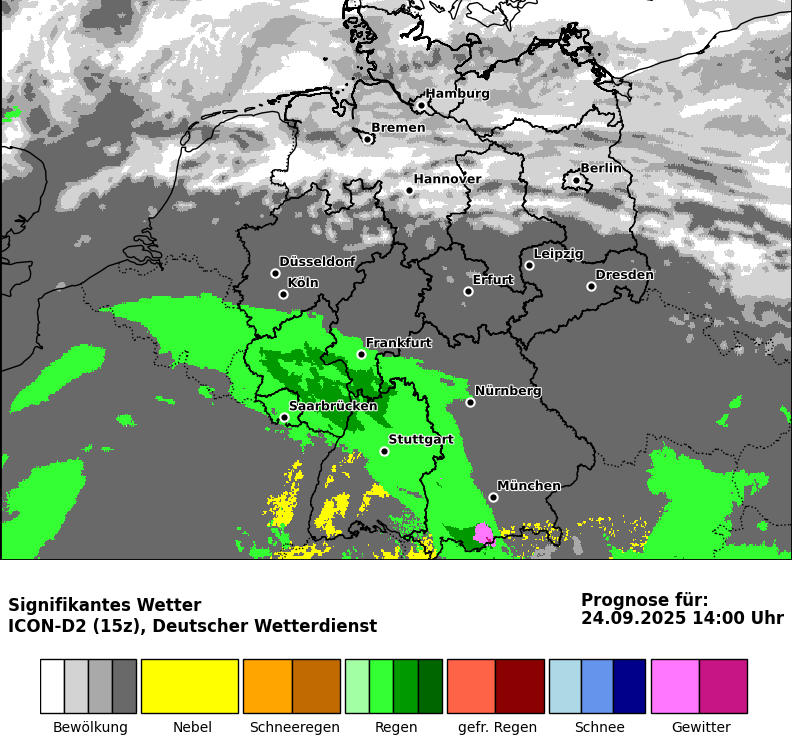 Hamburg
Bremen
Berlin
Hannover
Leipzig
Düsseldorf
Dresden
Köln
Erfurt
Frankfurt
Nürnberg
Saarbrücken
Stuttgart
München
Signifikantes Wetter
ICON-D2 (15z), Deutscher Wetterdienst
Prognose für:
24.09.2025 14:00 Uhr
Bewölkung
Nebel
Schneeregen
Regen
gefr. Regen
Schnee
Gewitter